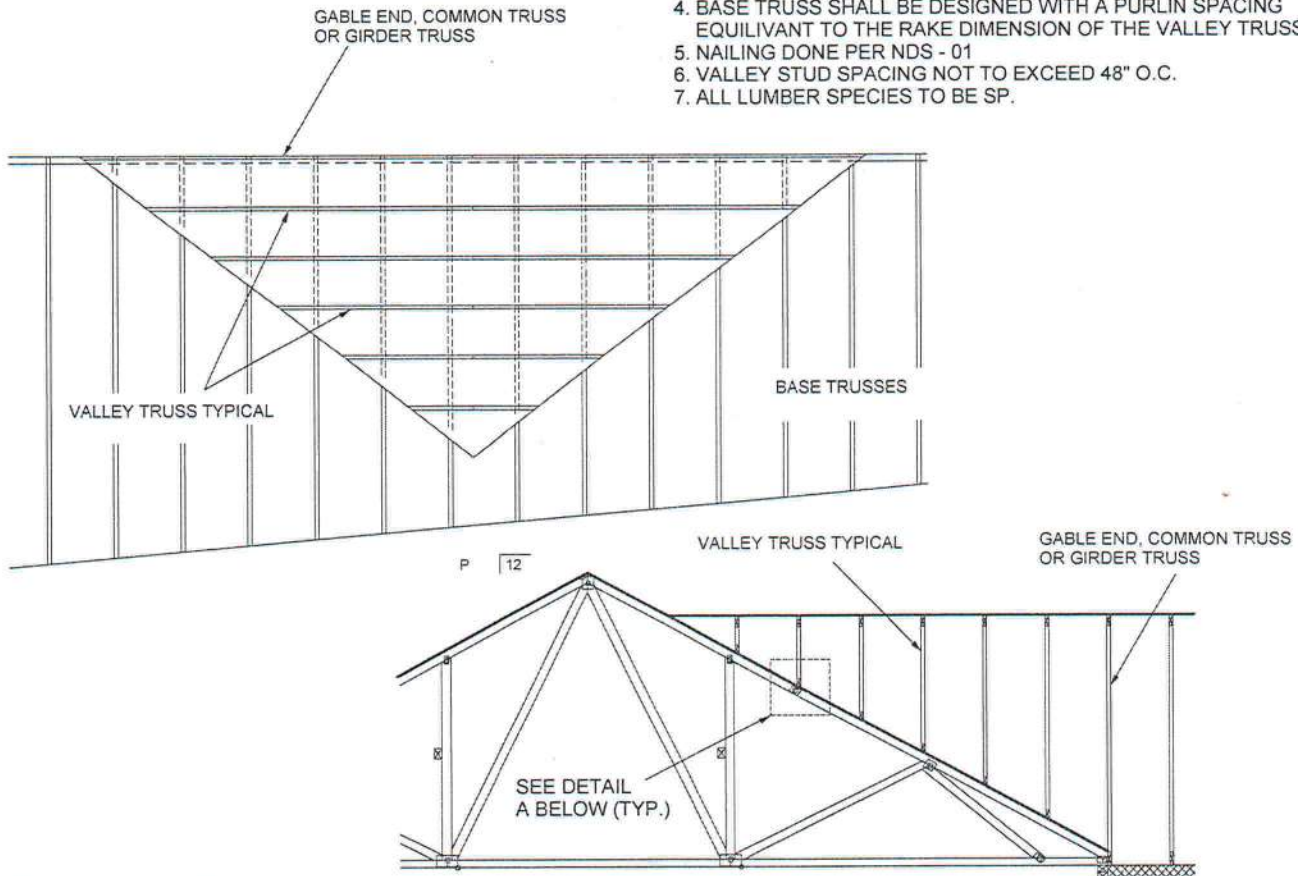 GABLE END, COMMON TRUSS
OR GIRDER TRUSS
4. BASE TRUSS SHALL BE DESIGNED WITH A PURLIN SPACING
EQUILIVANT TO THE RAKE DIMENSION OF THE VALLEY TRUSS
5. NAILING DONE PER NDS - 01
6. VALLEY STUD SPACING NOT TO EXCEED 48" O.C.
7. ALL LUMBER SPECIES TO BE SP.
VALLEY TRUSS TYPICAL
BASE TRUSSES
P 12
VALLEY TRUSS TYPICAL
GABLE END, COMMON TRUSS
OR GIRDER TRUSS
SEE DETAIL
A BELOW (TYP.)